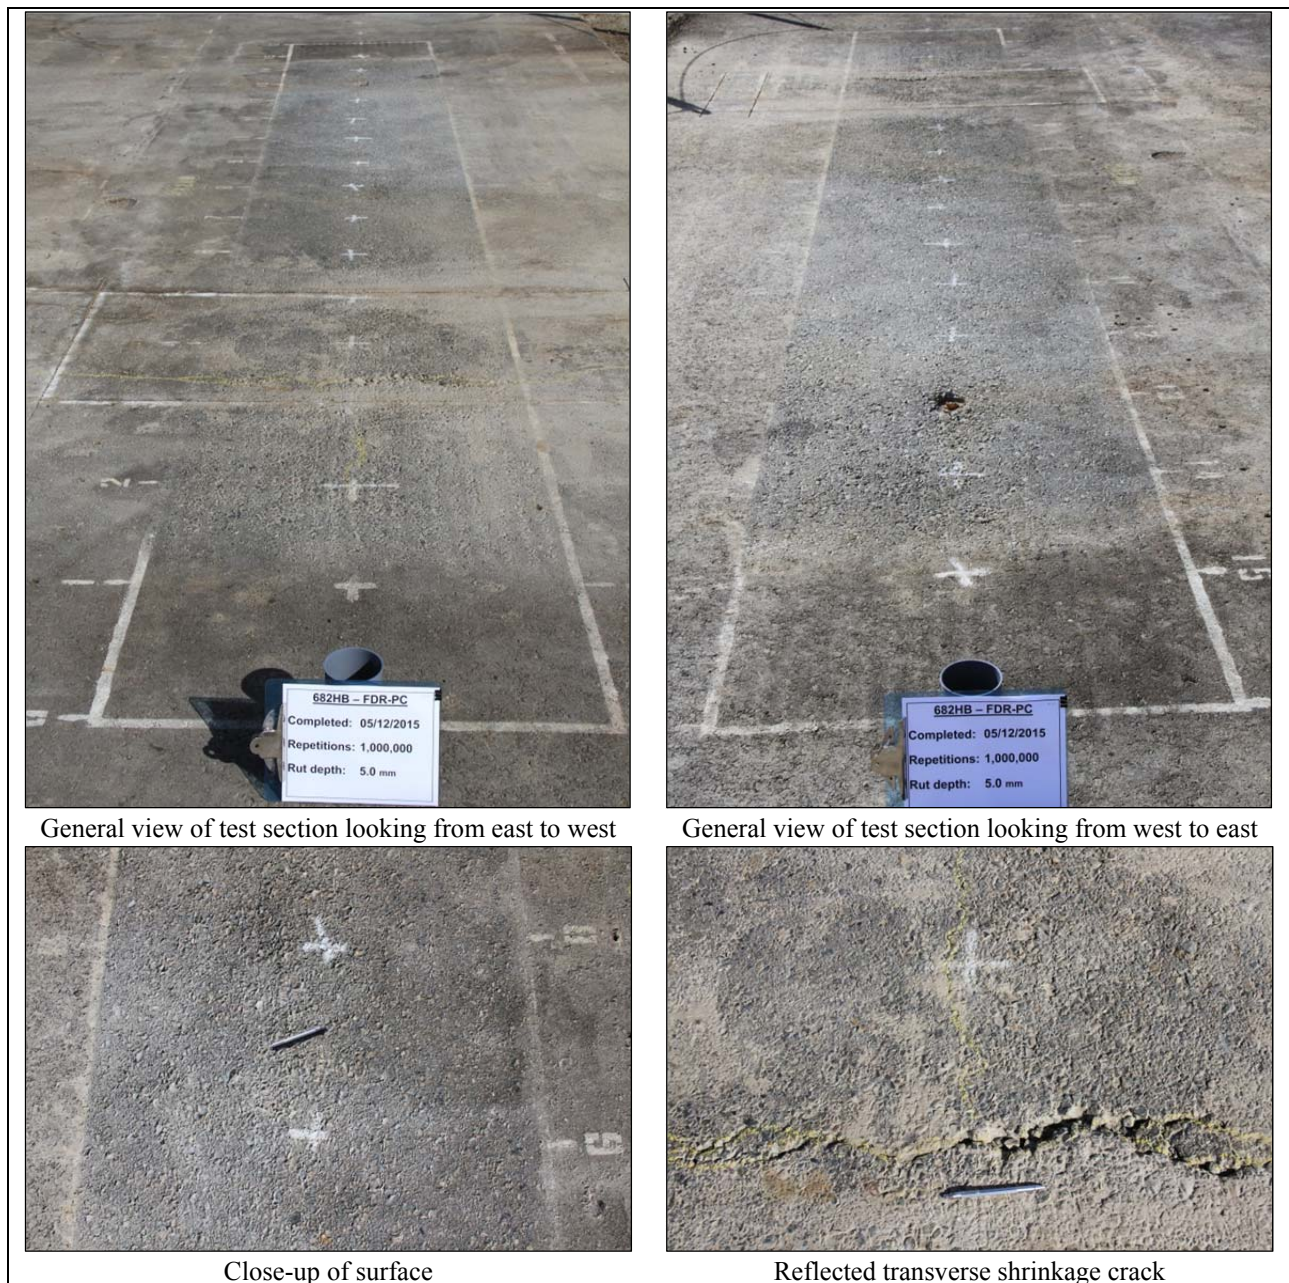 682HB – FDR-PC
Completed: 05/12/2015
Repetitions: 1,000,000
Rut depth: 5.0 mm
682HB – FDR-PC
Completed: 05/12/2015
Repetitions: 1,000,000
Rut depth: 5.0 mm
General view of test section looking from east to west
General view of test section looking from west to east
Close-up of surface
Reflected transverse shrinkage crack